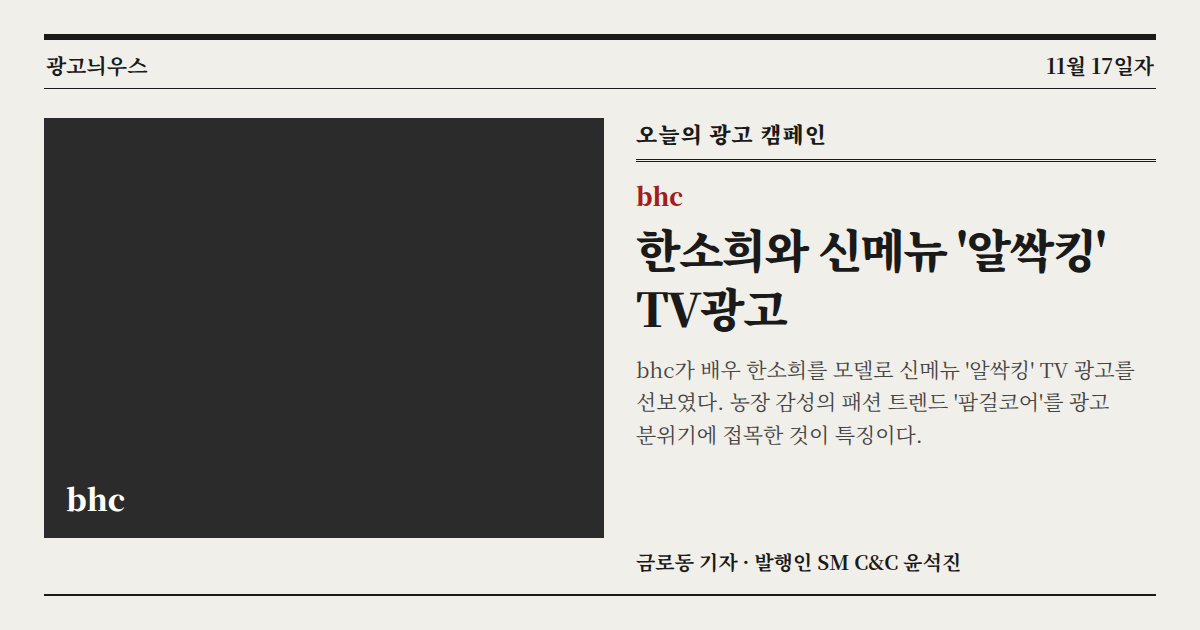 광고늬우스
11월 17일자
bhc
오늘의 광고 캠페인
bhc
한소희와 신메뉴 '알싹킹'
TV광고
bhc가 배우 한소희를 모델로 신메뉴 '알싹킹' TV 광고를
선보였다. 농장 감성의 패션 트렌드 '팜걸코어'를 광고
분위기에 접목한 것이 특징이다.
금로동 기자 · 발행인 SM C&C 윤석진